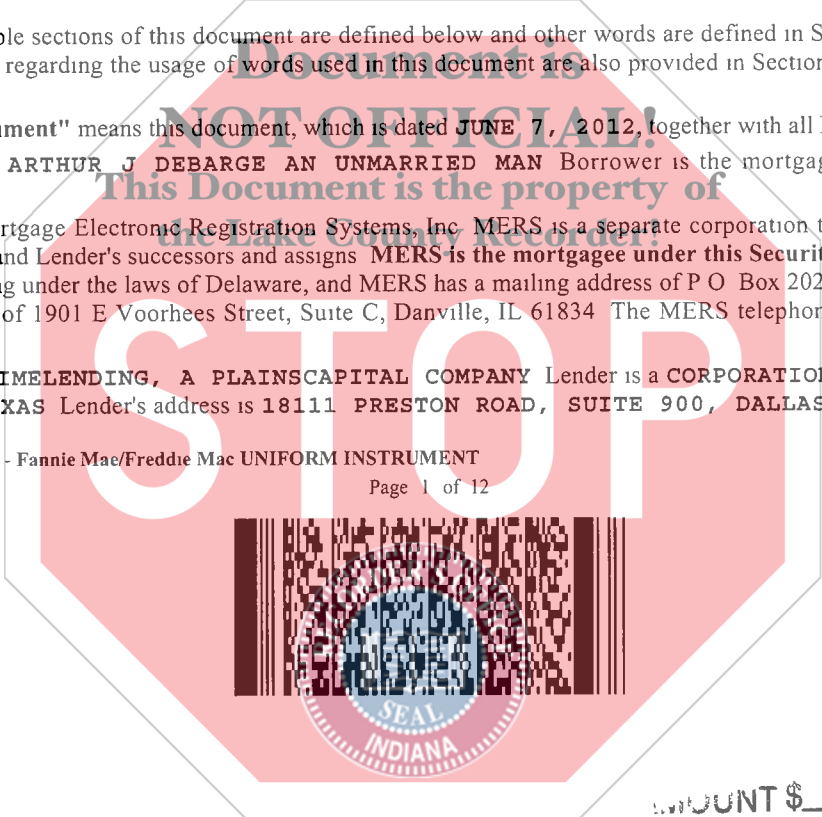 ble sections of this document are defined below and other words are defined in S
Document is
regarding the usage of words used in this document are also provided in Section
NOT OFFICIAL!
ument" means this document, which is dated JUNE 7, 2012, together with all
ARTHUR J DEBARGE AN UNMARRIED MAN Borrower is the mortgag
This Document is the property of
rtgage Electronic Registration Systems, Inc MERS is a separate corporation t
the Lake County Recorder!
nd Lender's successors and assigns MERS is the mortgagee under this Securit
ng under the laws of Delaware, and MERS has a mailing address of P O Box 202
of 1901 E Voorhees Street, Suite C, Danville, IL 61834 The MERS telephon
IMELENDING, A PLAINSCAPITAL COMPANY Lender is a CORPORATION
XAS Lender's address is 18111 PRESTON ROAD, SUITE 900, DALLAS
STOP
- Fannie Mae/Freddie Mac UNIFORM INSTRUMENT
Page 1 of 12
SEAL
INDIANA
MOUNT $